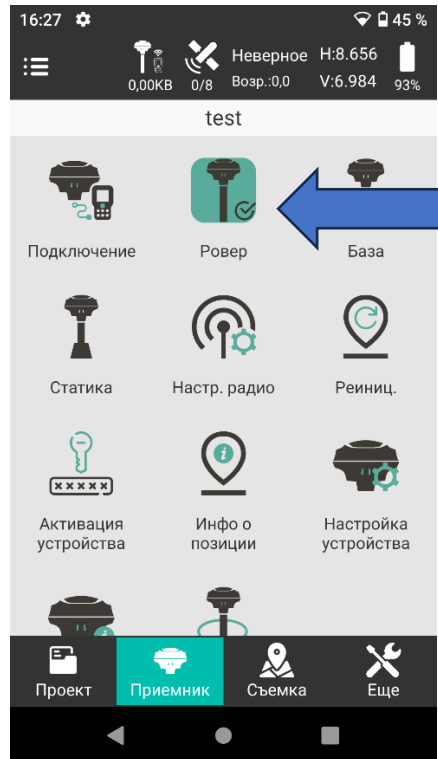 16:27 45 %
Неверное H:8.656
0,00KB 0/8 Возр.:0,0 V:6.984 93%
test
Подключение Ровер База
Статика Настр. радио Реиниц.
xxxxx
Активация Инфо о Настройка
устройства позиции устройства
Проект Приемник Съемка Еще